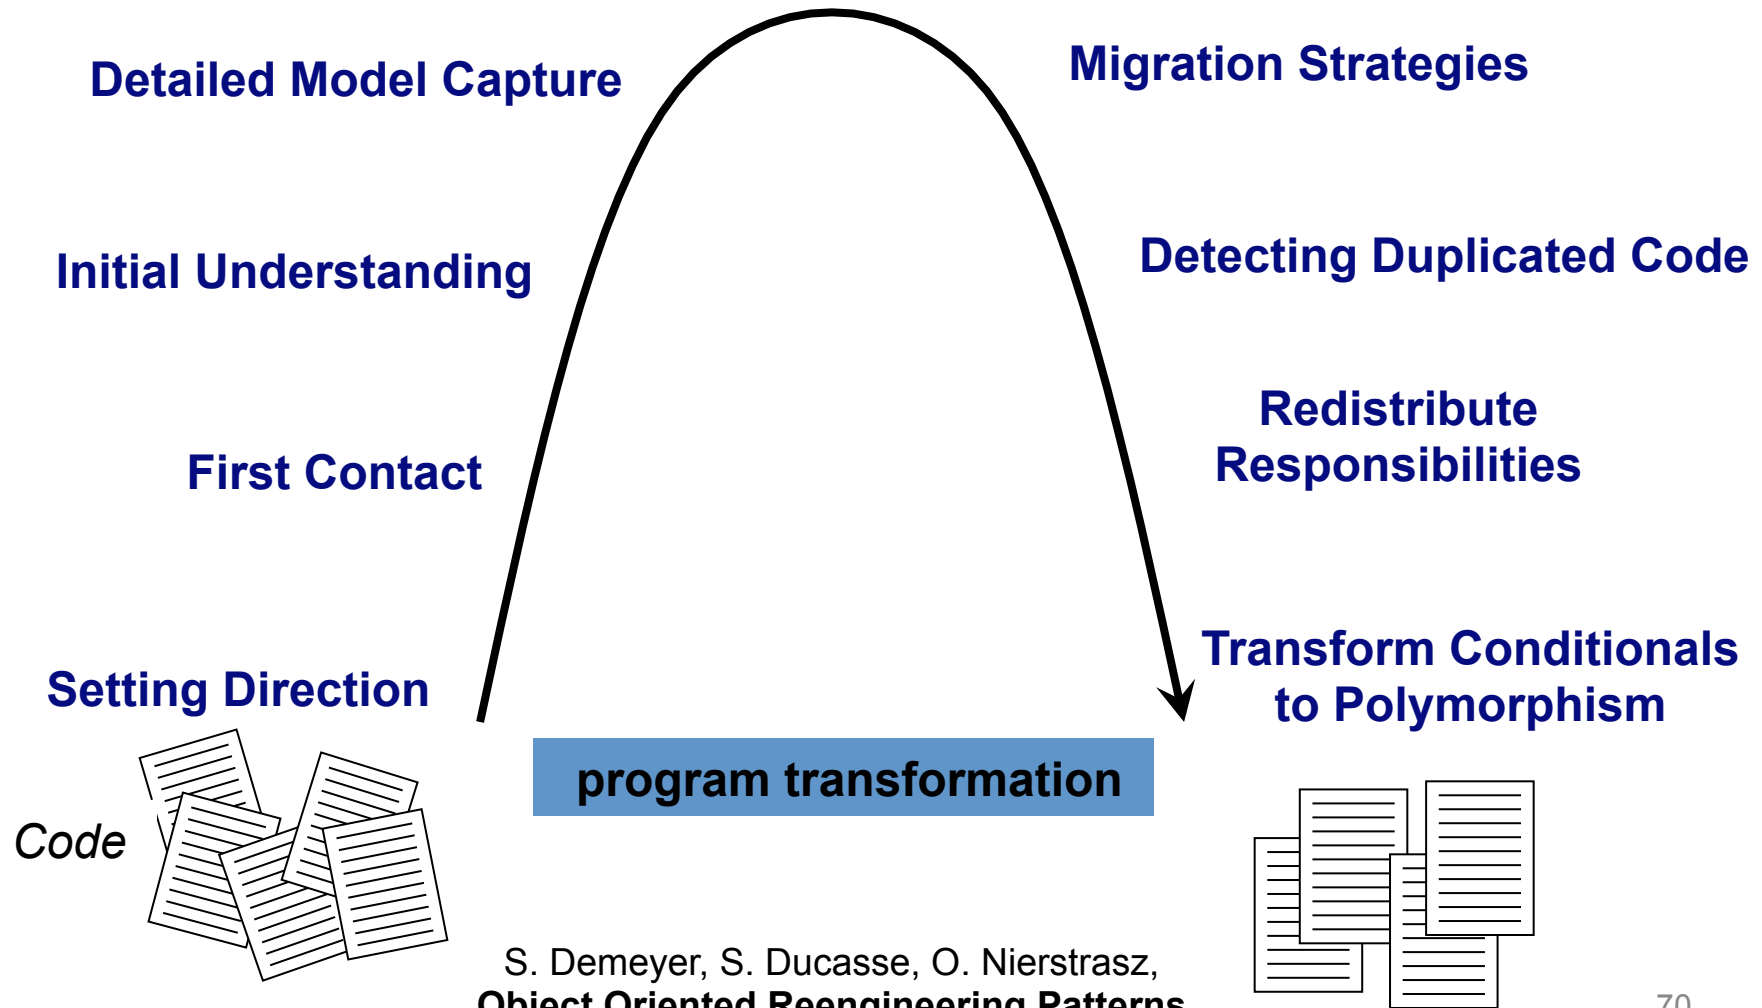 Detailed Model Capture
Migration Strategies
Initial Understanding
Detecting Duplicated Code
First Contact
Redistribute
Responsibilities
Setting Direction
Transform Conditionals
to Polymorphism
program transformation
Code
S. Demeyer, S. Ducasse, O. Nierstrasz,
Object Oriented Reengineering Patterns
70